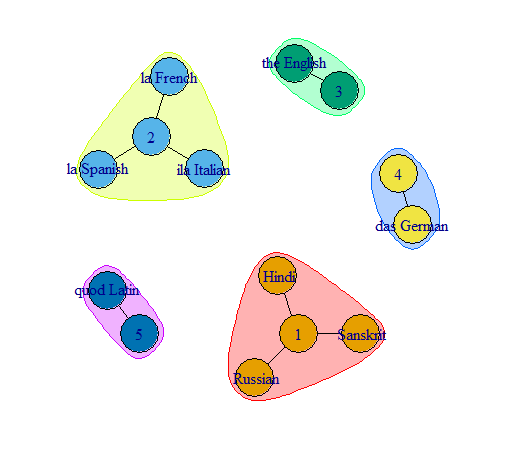 the English
3
la French
2
la Spanish
ila Italian
4
das German
quod Latin
5
Hindi
1
Sanskrit
Russian